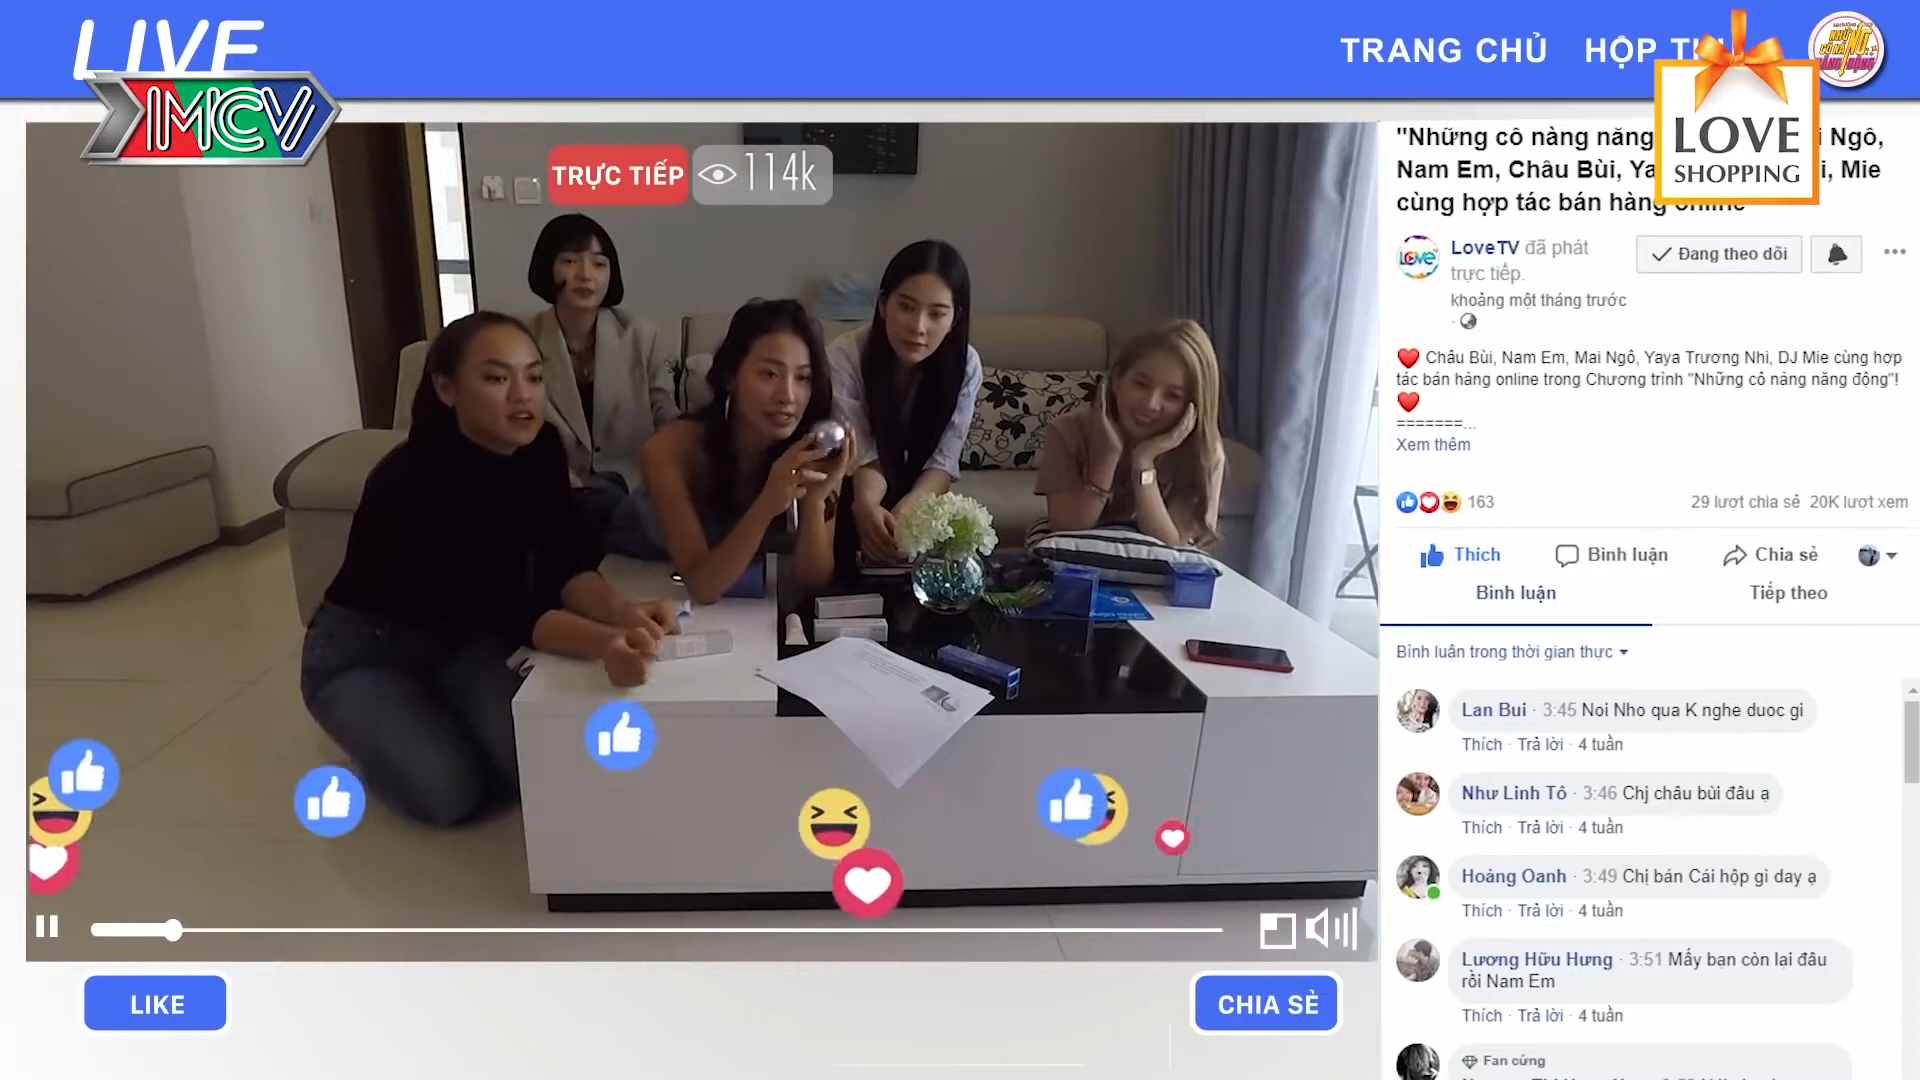 LIVE
MCV
TRANG CHỦ
HỘP
LOVE
SHOPPING
TRỰC TIẾP
114k
"Những cô nàng năng Ngô,
Nam Em, Châu Bùi, Mie
cùng hợp tác bán hàng online
LoveTV đã phát
trực tiếp.
Đang theo dõi
khoảng một tháng trước
Châu Bùi, Nam Em, Mai Ngô, Yaya Trương Nhi, DJ Mie cùng hợp
tác bán hàng online trong Chương trình "Những cô nàng năng động"!
=======...
Xem thêm
163
29 lượt chia sẻ 20K lượt xem
Thích
Bình luận
Chia sẻ
Bình luận
Tiếp theo
Bình luận trong thời gian thực
Lan Bui · 3:45 Noi Nho qua K nghe duoc gi
Thích · Trả lời · 4 tuần
Như Linh Tô · 3:46 Chị châu bùi đâu ạ
Thích · Trả lời · 4 tuần
Hoàng Oanh · 3:49 Chị bán Cái hộp gì day ạ
Thích · Trả lời · 4 tuần
Lương Hữu Hưng · 3:51 Mấy bạn còn lại đâu
rồi Nam Em
Thích · Trả lời · 4 tuần
Fan cứng
LIKE
CHIA SẺ